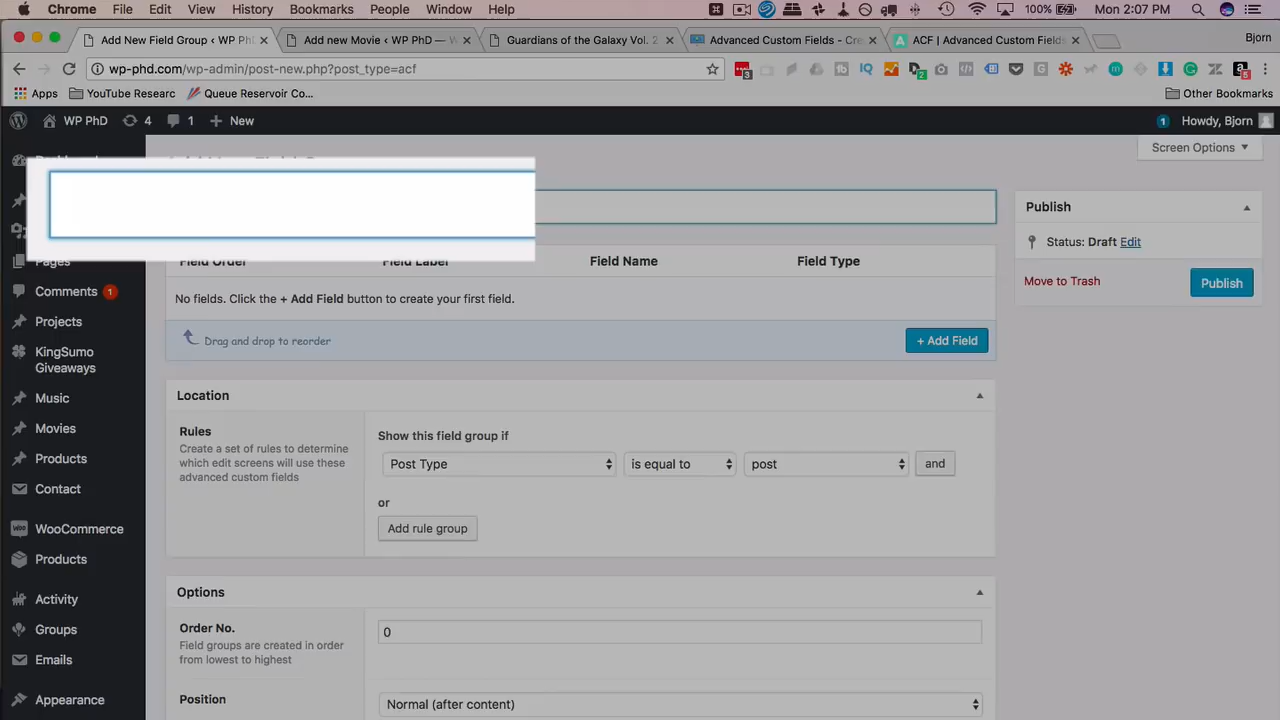 Chrome File Edit View History Bookmarks People Window Help 100% Mon 2:07 PM
Add New Field Group ‹ WP PhD Add new Movie ‹ WP PhD — W Guardians of the Galaxy Vol. 2 Advanced Custom Fields - Cre ACF | Advanced Custom Fields Bjorn
wp-phd.com/wp-admin/post-new.php?post_type=acf
Apps YouTube Researc Queue Reservoir Co... Other Bookmarks
WP PhD 4 1 + New 1 Howdy, Bjorn
Screen Options
Publish
Status: Draft Edit
Move to Trash Publish
Pages
Comments 1
Projects
KingSumo
Giveaways
Music
Movies
Products
Contact
WooCommerce
Products
Activity
Groups
Emails
Appearance
Field Order Field Label Field Name Field Type
No fields. Click the + Add Field button to create your first field.
Drag and drop to reorder + Add Field
Location
Rules
Create a set of rules to determine
which edit screens will use these
advanced custom fields
Show this field group if
Post Type is equal to post and
or
Add rule group
Options
Order No.
Field groups are created in order
from lowest to highest
0
Position
Normal (after content)